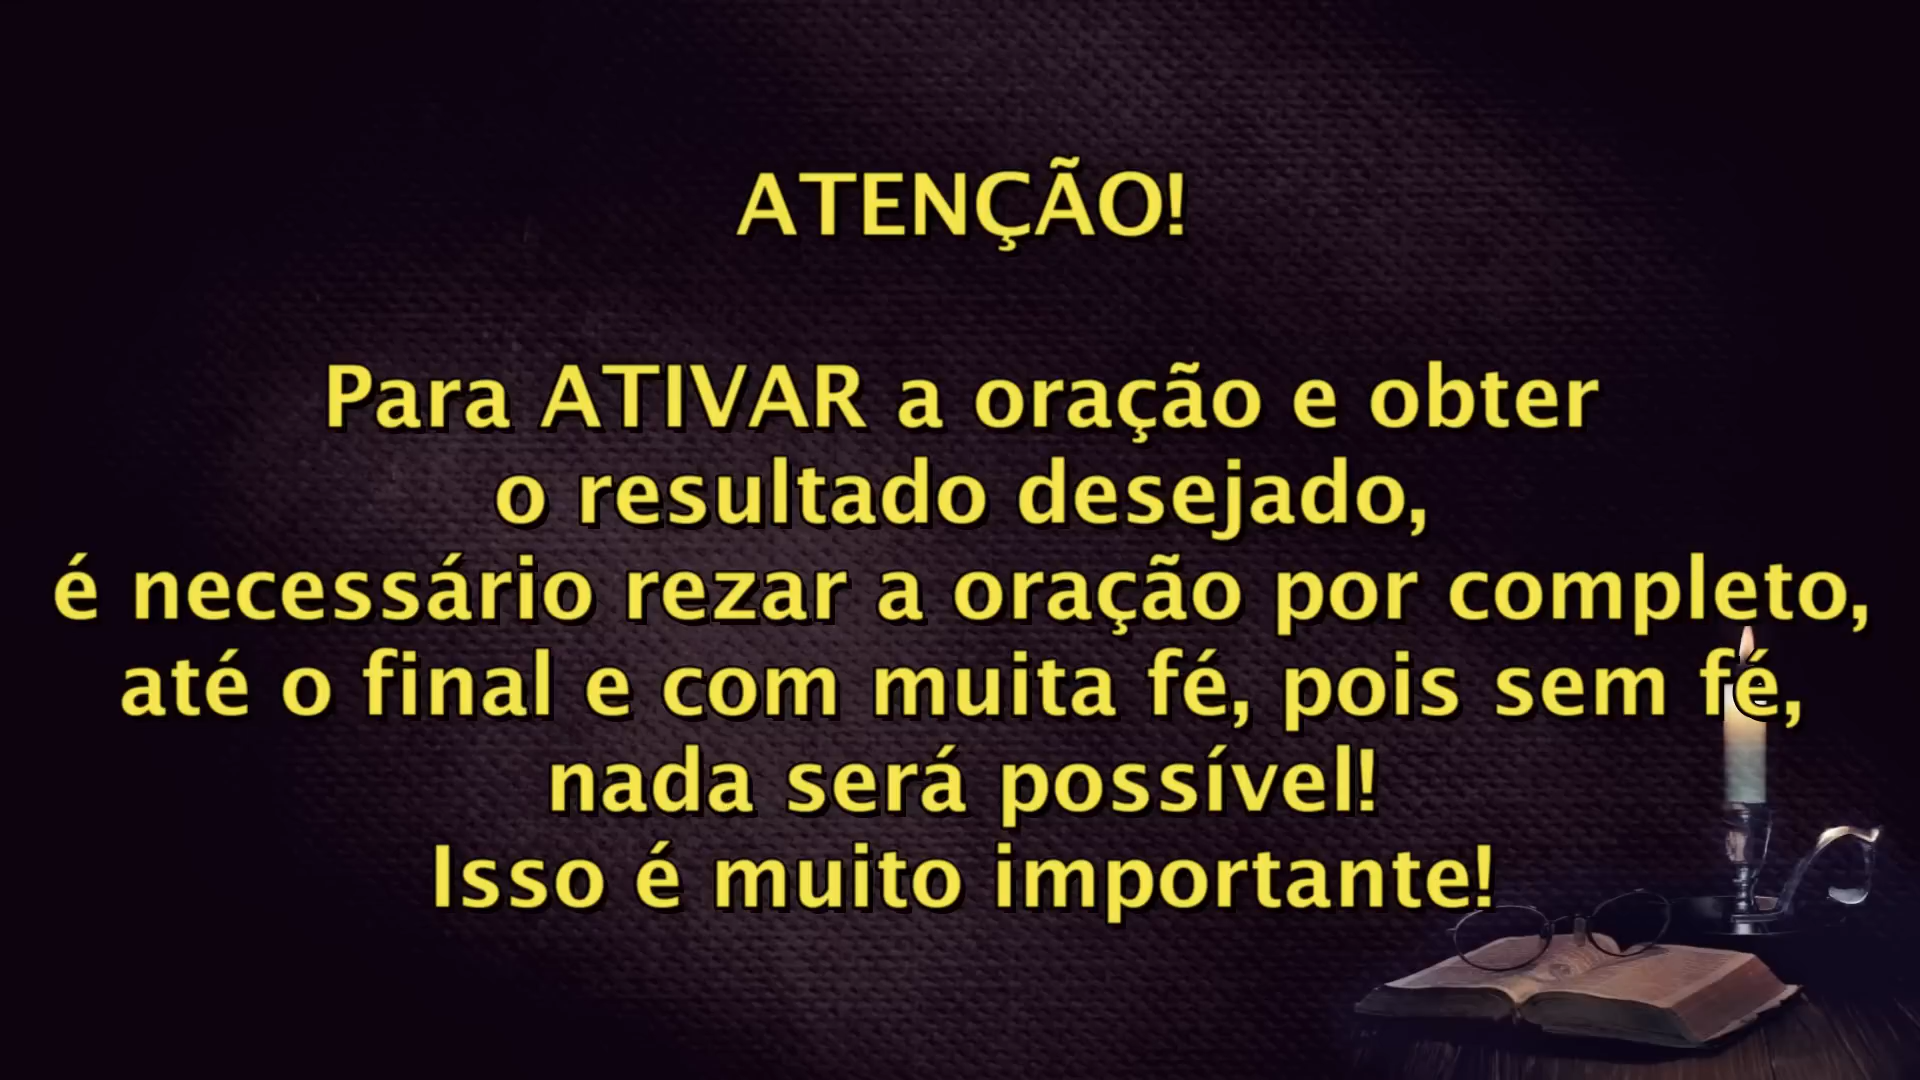 ATENÇÃO!
Para ATIVAR a oração e obter
o resultado desejado,
é necessário rezar a oração por completo,
até o final e com muita fé, pois sem fé,
nada será possível!
Isso é muito importante!